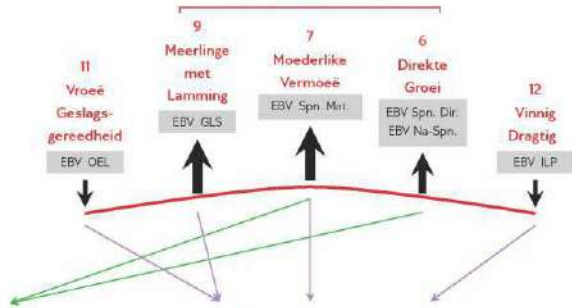 11
Vroeë
Geslags-
gereedheid
EBV OEL
9
Meerlinge
met
Lamming
EBV GLS
7
Moederlike
Vermoeë
EBV Spn. Mat.
6
Direkte
Groei
EBV Spn. Dir.
EBV Na-Spn.
12
Vinnig
Dragtig
EBV ILP